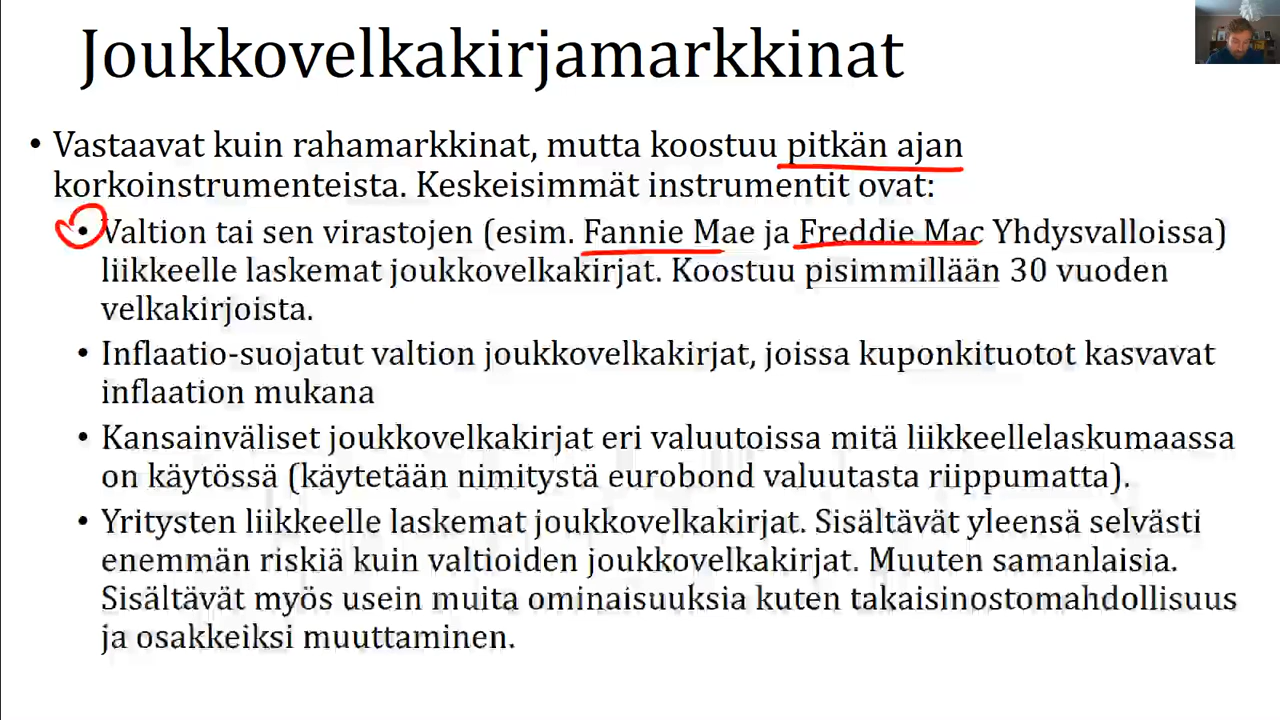 Joukkovelkakirjamarkkinat
• Vastaavat kuin rahamarkkinat, mutta koostuu pitkän ajan
korkoinstrumenteista. Keskeisimmät instrumentit ovat:
• Valtion tai sen virastojen (esim. Fannie Mae ja Freddie Mac Yhdysvalloissa)
liikkeelle laskemat joukkovelkakirjat. Koostuu pisimmillään 30 vuoden
velkakirjoista.
• Inflaatio-suojatut valtion joukkovelkakirjat, joissa kuponkituotot kasvavat
inflaation mukana
• Kansainväliset joukkovelkakirjat eri valuutoissa mitä liikkeellelaskumaassa
on käytössä (käytetään nimitystä eurobond valuutasta riippumatta).
• Yritysten liikkeelle laskemat joukkovelkakirjat. Sisältävät yleensä selvästi
enemmän riskiä kuin valtioiden joukkovelkakirjat. Muuten samanlaisia.
Sisältävät myös usein muita ominaisuuksia kuten takaisinostomahdollisuus
ja osakkeiksi muuttaminen.